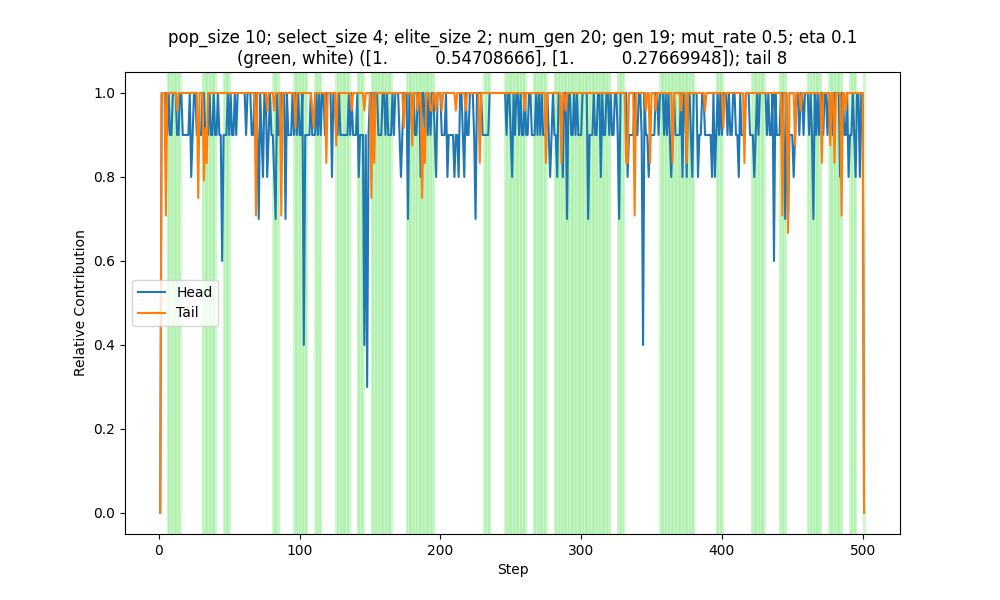 pop_size 10; select_size 4; elite_size 2; num_gen 20; gen 19; mut_rate 0.5; eta 0.1
(green, white) ([1. 0.54708666], [1. 0.27669948]); tail 8
1.0
0.8
0.6
0.4
0.2
0.0
Relative Contribution
Head
Tail
0
100
200
300
400
500
Step